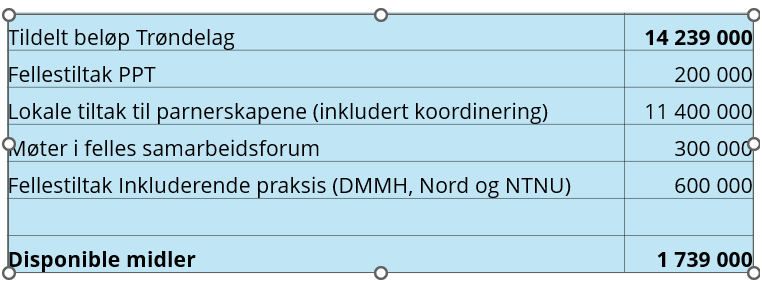 Tildelt beløp Trøndelag 14 239 000
Fellestiltak PPT 200 000
Lokale tiltak til parnerskapene (inkludert koordinering) 11 400 000
Møter i felles samarbeidsforum 300 000
Fellestiltak Inkluderende praksis (DMMH, Nord og NTNU) 600 000
Disponible midler 1 739 000